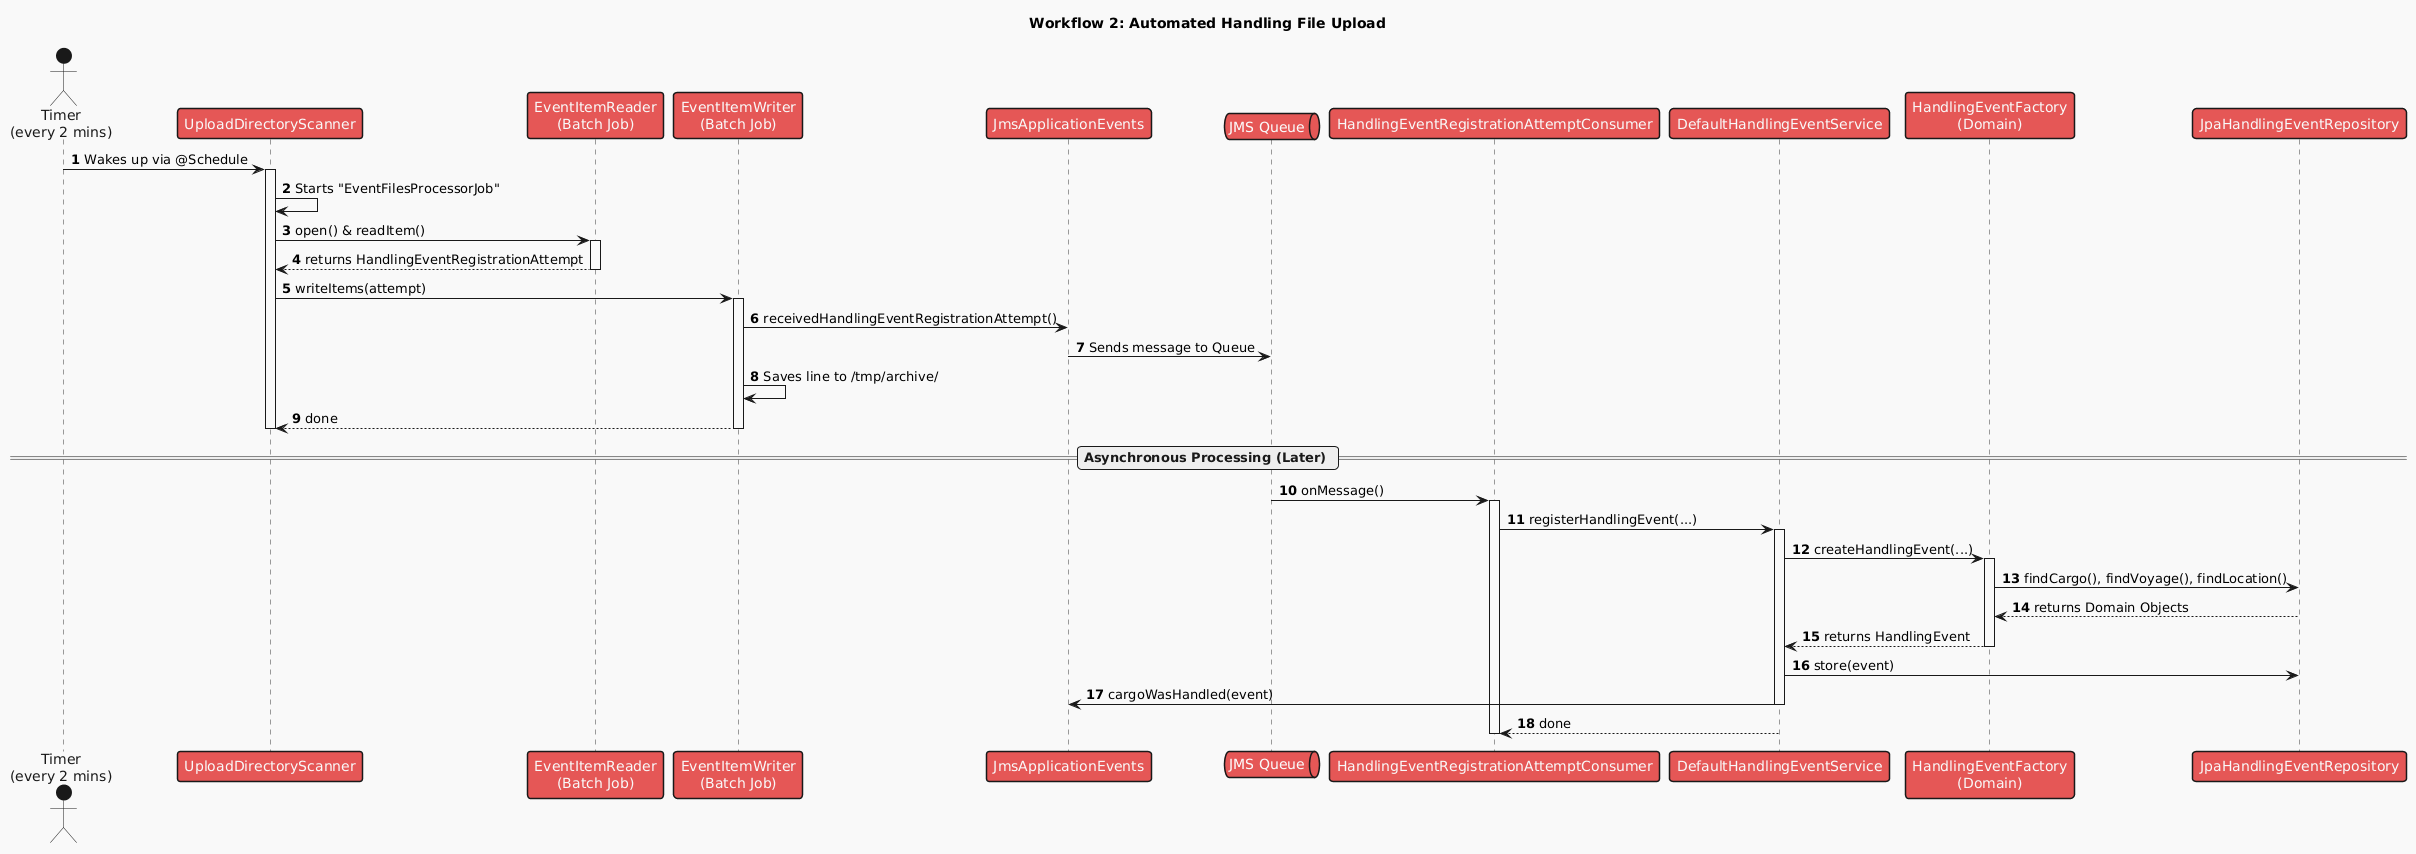 Workflow 2: Automated Handling File Upload
Timer
(every 2 mins)
UploadDirectoryScanner
EventItemReader
(Batch Job)
EventItemWriter
(Batch Job)
JmsApplicationEvents
JMS Queue
HandlingEventRegistrationAttemptConsumer
DefaultHandlingEventService
HandlingEventFactory
(Domain)
JpaHandlingEventRepository
1 Wakes up via @Schedule
2 Starts "EventFilesProcessorJob"
3 open() & readItem()
4 returns HandlingEventRegistrationAttempt
5 writeItems(attempt)
6 receivedHandlingEventRegistrationAttempt()
7 Sends message to Queue
8 Saves line to /tmp/archive/
9 done
Asynchronous Processing (Later)
10 onMessage()
11 registerHandlingEvent(...)
12 createHandlingEvent(...)
13 findCargo(), findVoyage(), findLocation()
14 returns Domain Objects
15 returns HandlingEvent
16 store(event)
17 cargoWasHandled(event)
18 done
Timer
(every 2 mins)
UploadDirectoryScanner
EventItemReader
(Batch Job)
EventItemWriter
(Batch Job)
JmsApplicationEvents
JMS Queue
HandlingEventRegistrationAttemptConsumer
DefaultHandlingEventService
HandlingEventFactory
(Domain)
JpaHandlingEventRepository